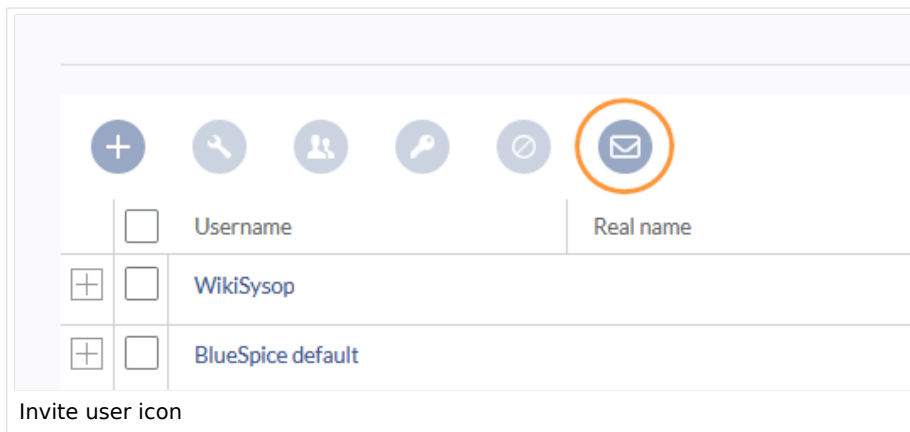 Username Real name
WikiSysop
BlueSpice default
Invite user icon